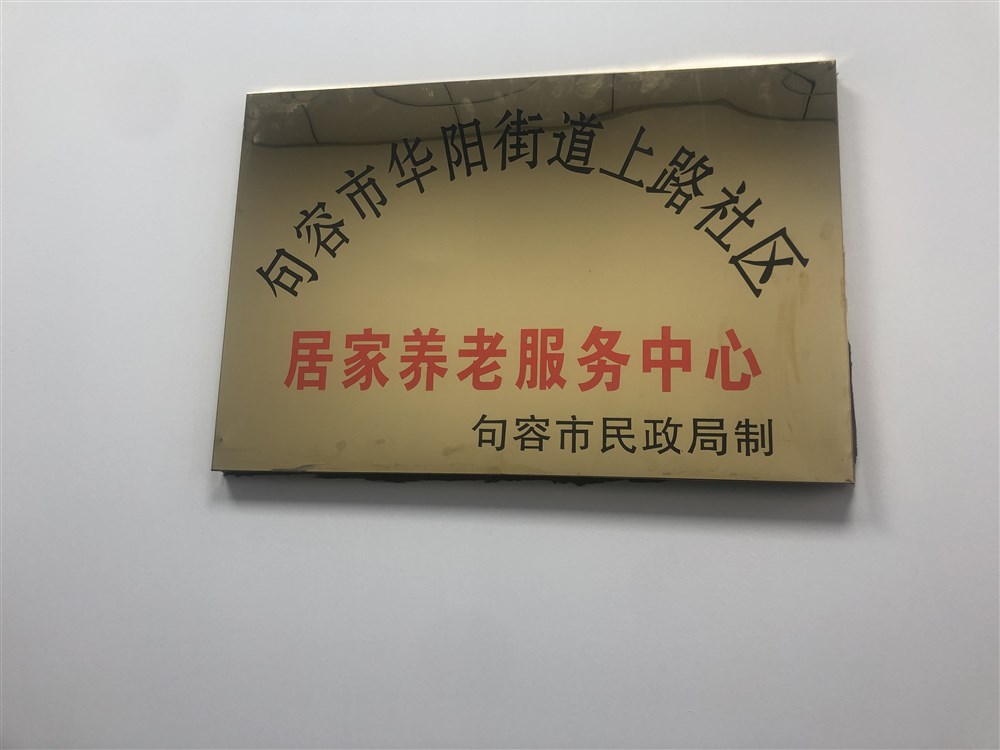 句容市华阳街道上路社区
居家养老服务中心
句容市民政局制